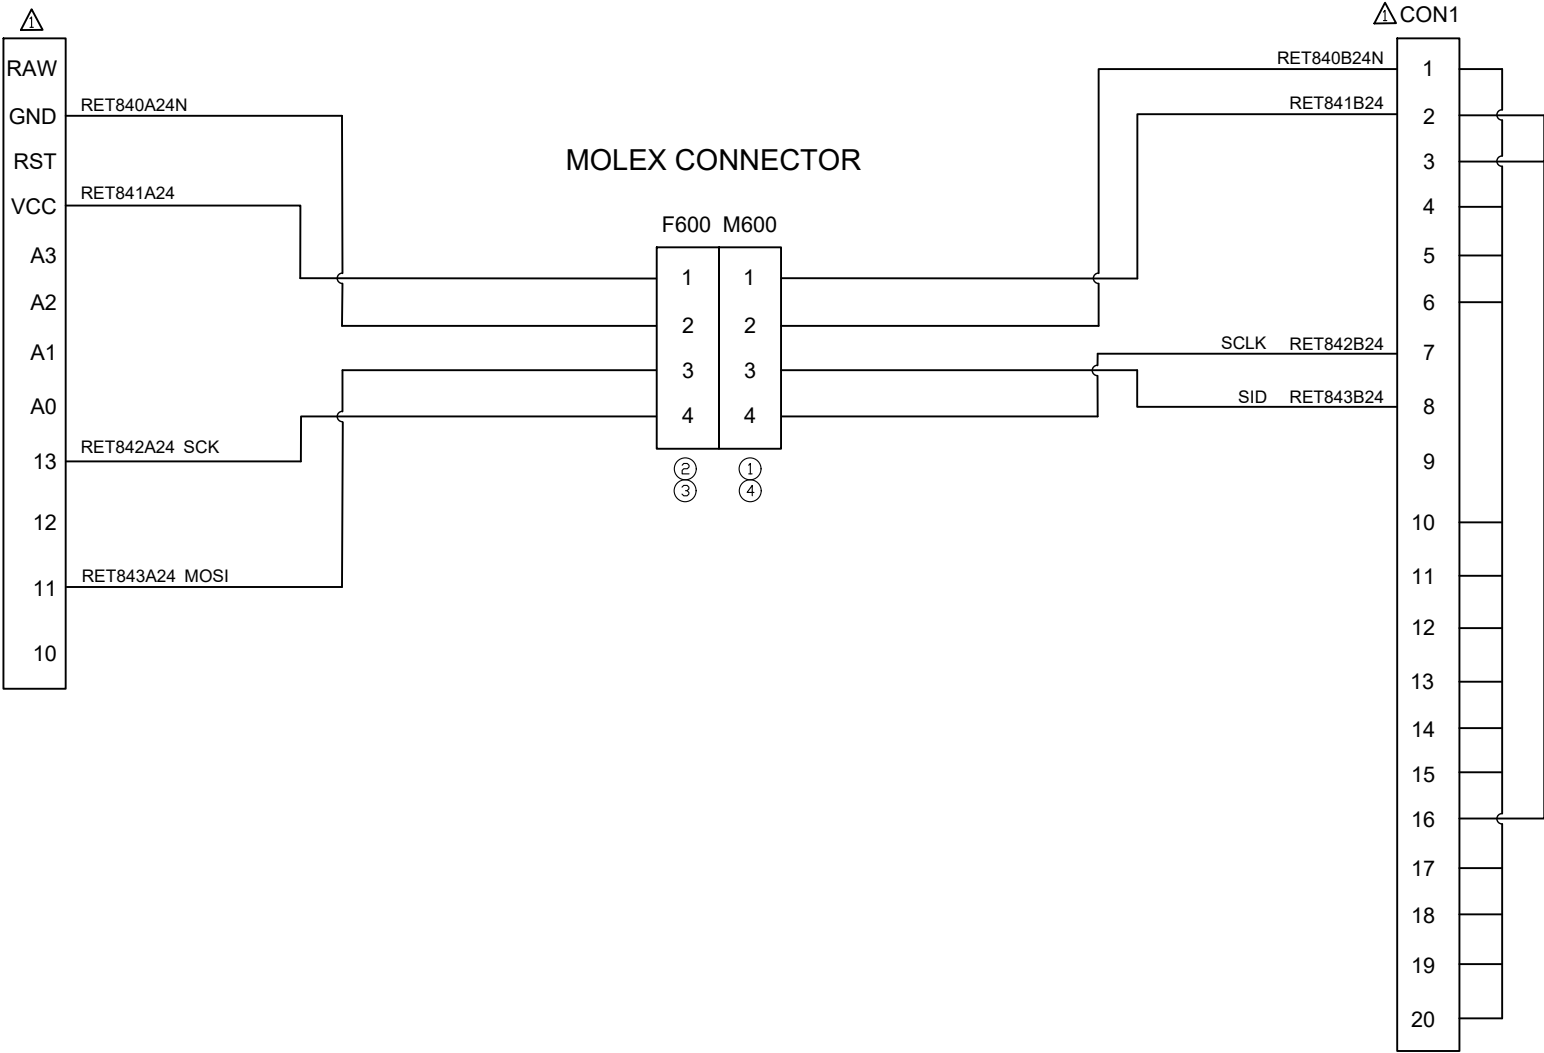 1
1 CON1
RAW
GND
RST
VCC
A3
A2
A1
A0
13
12
11
10
RET840A24N
RET841A24
RET842A24 SCK
RET843A24 MOSI
MOLEX CONNECTOR
F600 M600
1 1
2 2
3 3
4 4
2 1
3 4
RET840B24N
RET841B24
SCLK RET842B24
SID RET843B24
1
2
3
4
5
6
7
8
9
10
11
12
13
14
15
16
17
18
19
20